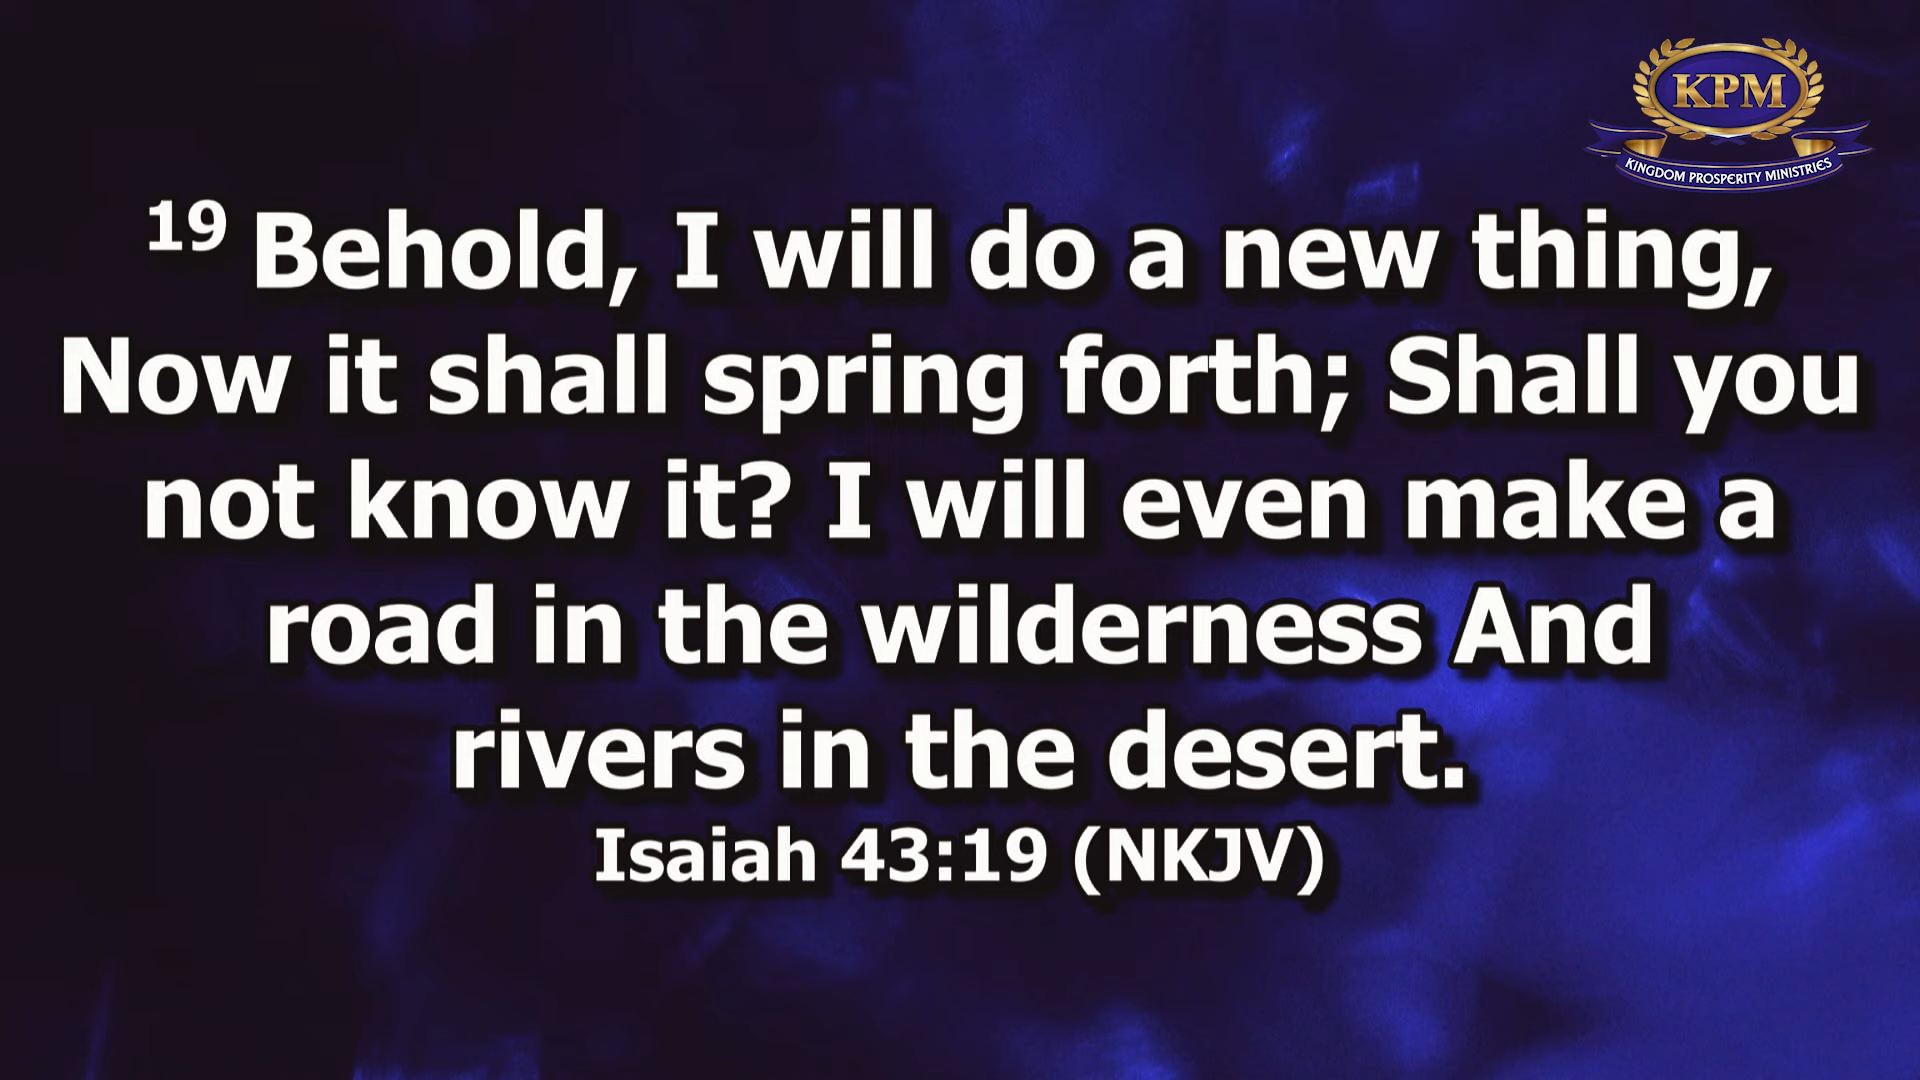 KPM
KINGDOM PROSPERITY MINISTRIES
19 Behold, I will do a new thing,
Now it shall spring forth; Shall you
not know it? I will even make a
road in the wilderness And
rivers in the desert.
Isaiah 43:19 (NKJV)